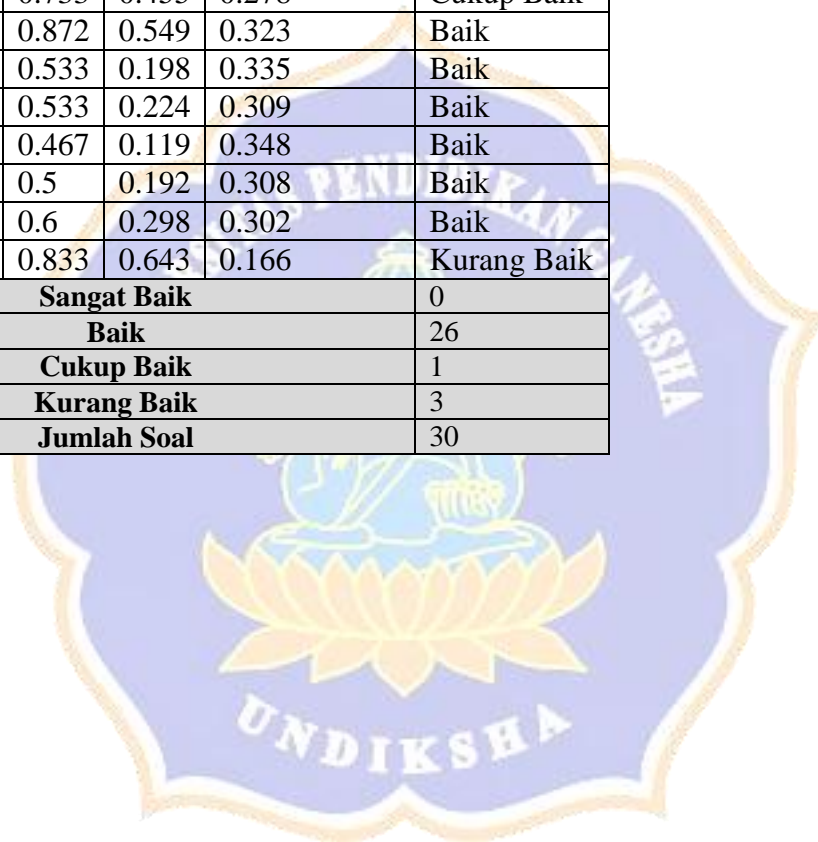 0.872 0.549 0.323 Baik
0.533 0.198 0.335 Baik
0.533 0.224 0.309 Baik
0.467 0.119 0.348 Baik
0.5 0.192 0.308 Baik
0.6 0.298 0.302 Baik
0.833 0.643 0.166 Kurang Baik
Sangat Baik 0
Baik 26
Cukup Baik 1
Kurang Baik 3
Jumlah Soal 30
PENDIDIKAN GANESHA
UNDIKSHA